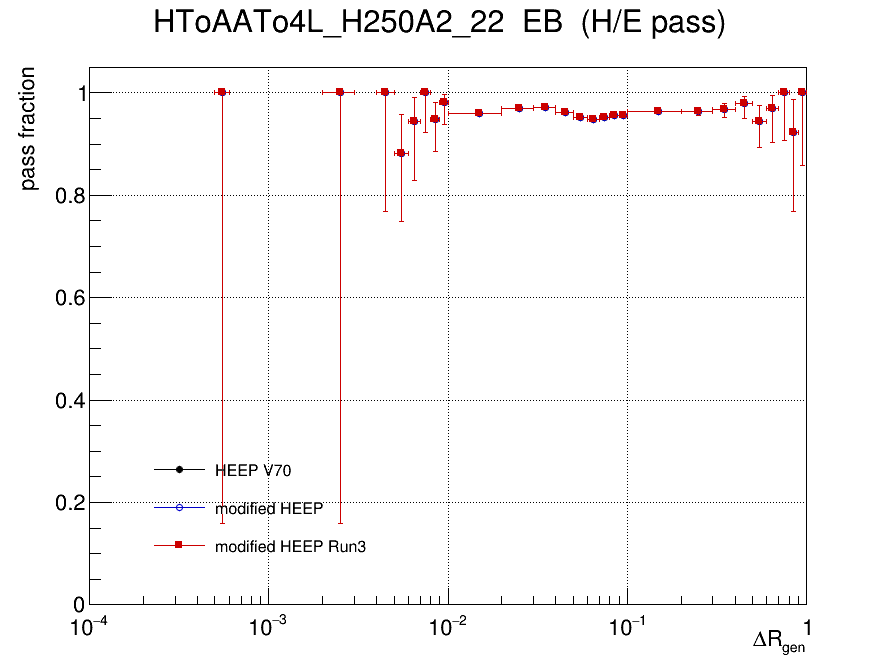 HToAATo4L_H250A2_22 EB (H/E pass)
pass fraction
1
0.8
0.6
0.4
0.2
0
HEEP V70
modified HEEP
modified HEEP Run3
10⁻⁴ 10⁻³ 10⁻² 10⁻¹ 1
ΔRgen